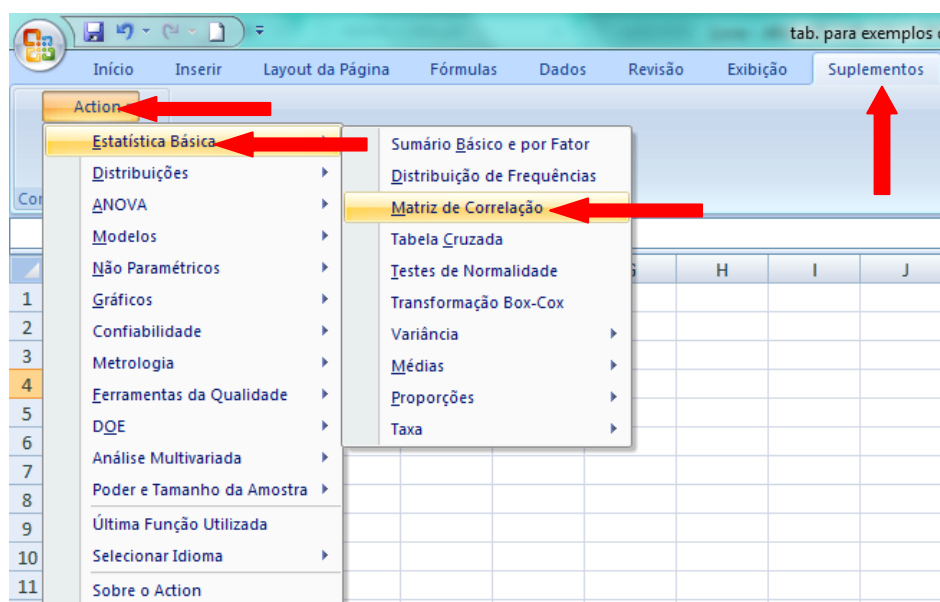 tab. para exemplos
Início Inserir Layout da Página Fórmulas Dados Revisão Exibição Suplementos
Action
Estatística Básica
Distribuições
ANOVA
Modelos
Não Paramétricos
Gráficos
Confiabilidade
Metrologia
Ferramentas da Qualidade
DOE
Análise Multivariada
Poder e Tamanho da Amostra
Última Função Utilizada
Selecionar Idioma
Sobre o Action
Sumário Básico e por Fator
Distribuição de Frequências
Matriz de Correlação
Tabela Cruzada
Testes de Normalidade
Transformação Box-Cox
Variância
Médias
Proporções
Taxa
H I J
1
2
3
4
5
6
7
8
9
10
11